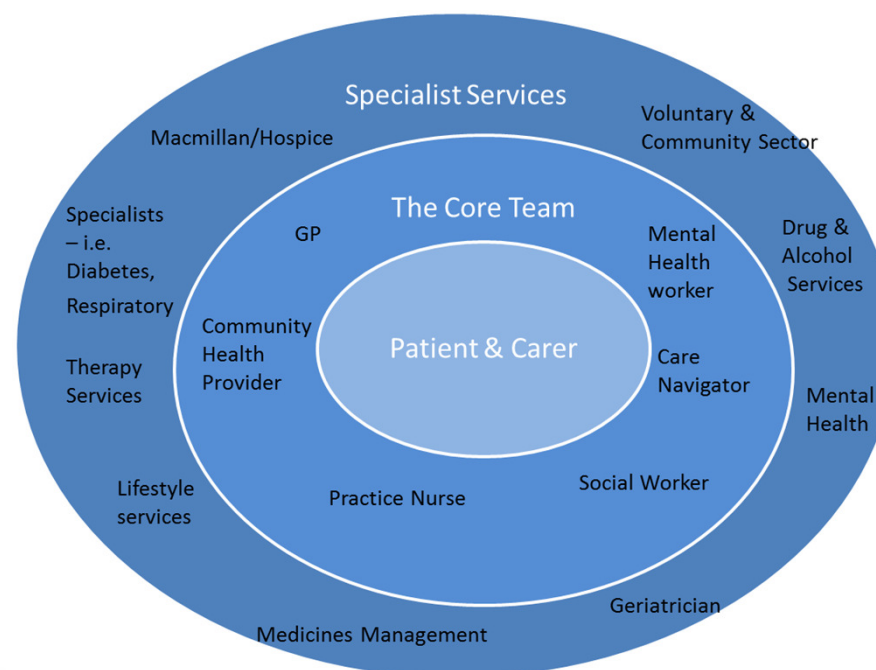 Specialist Services
Voluntary &
Community Sector
Macmillan/Hospice
The Core Team
Specialists
– i.e.
Diabetes,
Respiratory
GP
Mental
Health
worker
Drug &
Alcohol
Services
Community
Health
Provider
Patient & Carer
Care
Navigator
Therapy
Services
Mental
Health
Lifestyle
services
Practice Nurse
Social Worker
Geriatrician
Medicines Management